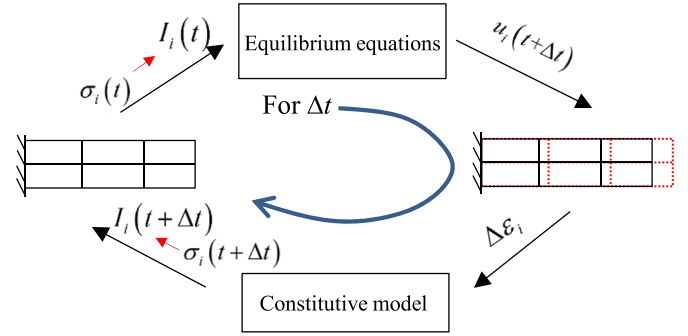 I_i(t)
σ_i(t)
Equilibrium equations
u_i(t+Δt)
For Δt
I_i(t+Δt)
σ_i(t+Δt)
Δε_i
Constitutive model